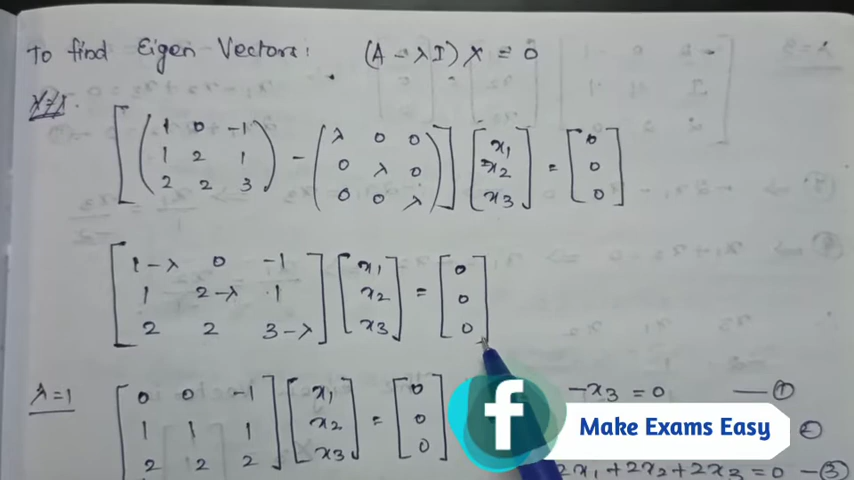 To find Eigen Vectors: (A - λI) X = 0
[ ( 1 0 -1 ) - ( λ 0 0 ) ] [ x1 ] = [ 0 ]
1 2 1 0 λ 0 x2 0
2 2 3 0 0 λ x3 0
[ 1-λ 0 -1 ] [ x1 ] = [ 0 ]
1 2-λ 1 x2 0
2 2 3-λ x3 0
λ=1 [ 0 0 -1 ] [ x1 ] = [ 0 ] -x3 = 0 — ①
1 1 1 x2 0
2 2 2 x3 0 2x1 + 2x2 + 2x3 = 0 — ③
f
Make Exams Easy